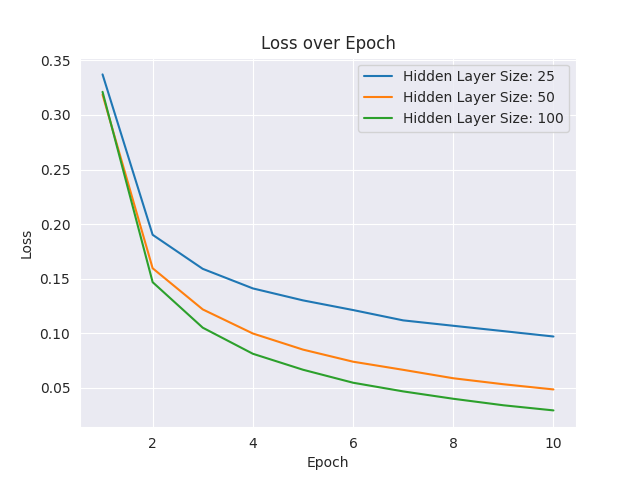 Loss over Epoch
Hidden Layer Size: 25
Hidden Layer Size: 50
Hidden Layer Size: 100
Loss
0.35
0.30
0.25
0.20
0.15
0.10
0.05
2
4
6
8
10
Epoch